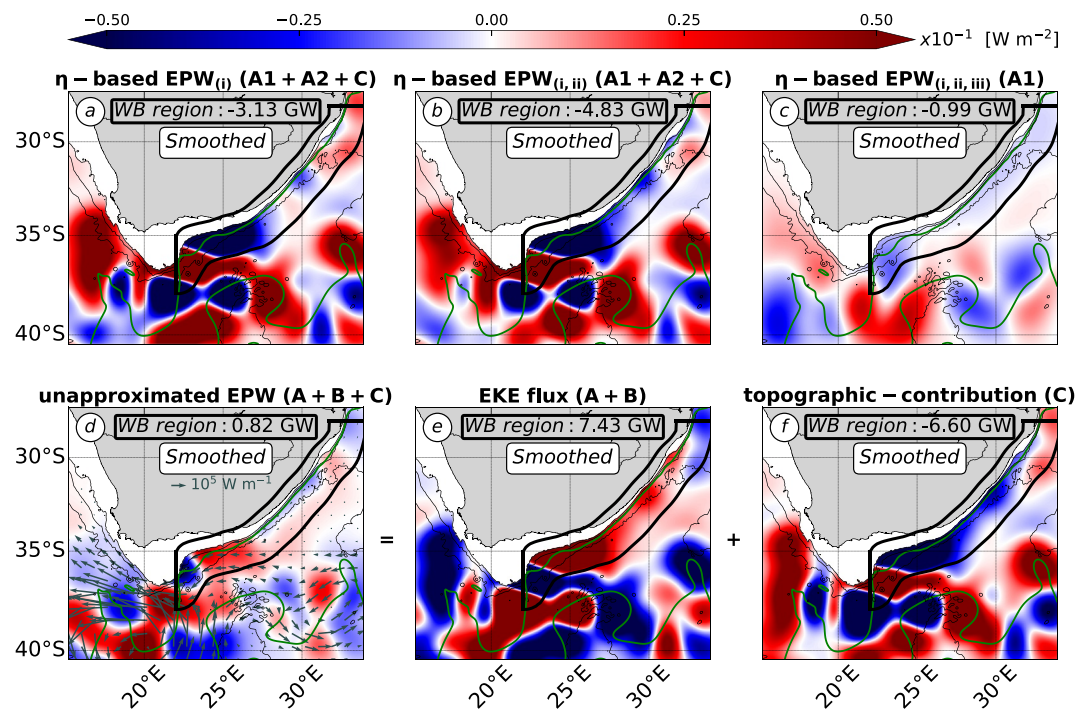 −0.50 −0.25 0.00 0.25 0.50 x10⁻¹ [W m⁻²]
η − based EPW₍ᵢ₎ (A1 + A2 + C) η − based EPW₍ᵢ,ᵢᵢ₎ (A1 + A2 + C) η − based EPW₍ᵢ,ᵢᵢ,ᵢᵢᵢ₎ (A1)
a WB region : -3.13 GW b WB region : -4.83 GW c WB region : -0.99 GW
30°S Smoothed Smoothed Smoothed
35°S
40°S
unapproximated EPW (A + B + C) EKE flux (A + B) topographic − contribution (C)
d WB region : 0.82 GW e WB region : 7.43 GW f WB region : -6.60 GW
30°S Smoothed Smoothed Smoothed
→ 10⁵ W m⁻¹
35°S = +
40°S
20°E 25°E 30°E 20°E 25°E 30°E 20°E 25°E 30°E